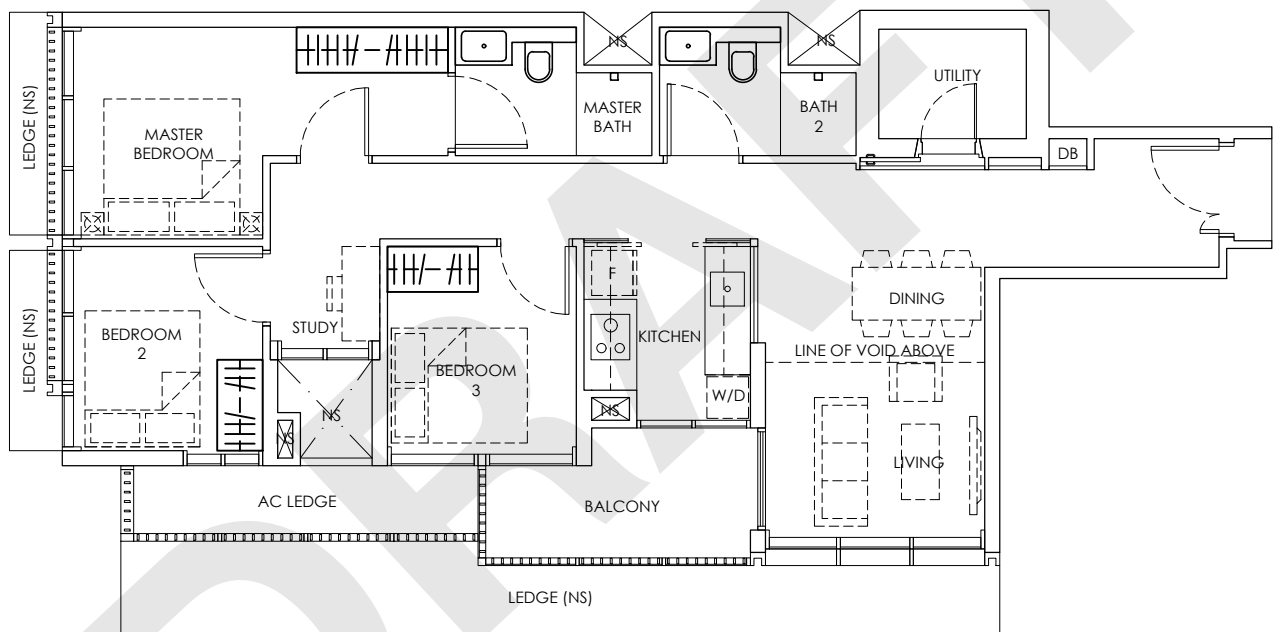 DRAFT
NS
NS
UTILITY
LEDGE (NS)
MASTER
BEDROOM
MASTER
BATH
BATH
2
DB
F
DINING
LEDGE (NS)
BEDROOM
2
STUDY
KITCHEN
LINE OF VOID ABOVE
BEDROOM
3
W/D
NS
NS
NS
LIVING
AC LEDGE
BALCONY
LEDGE (NS)